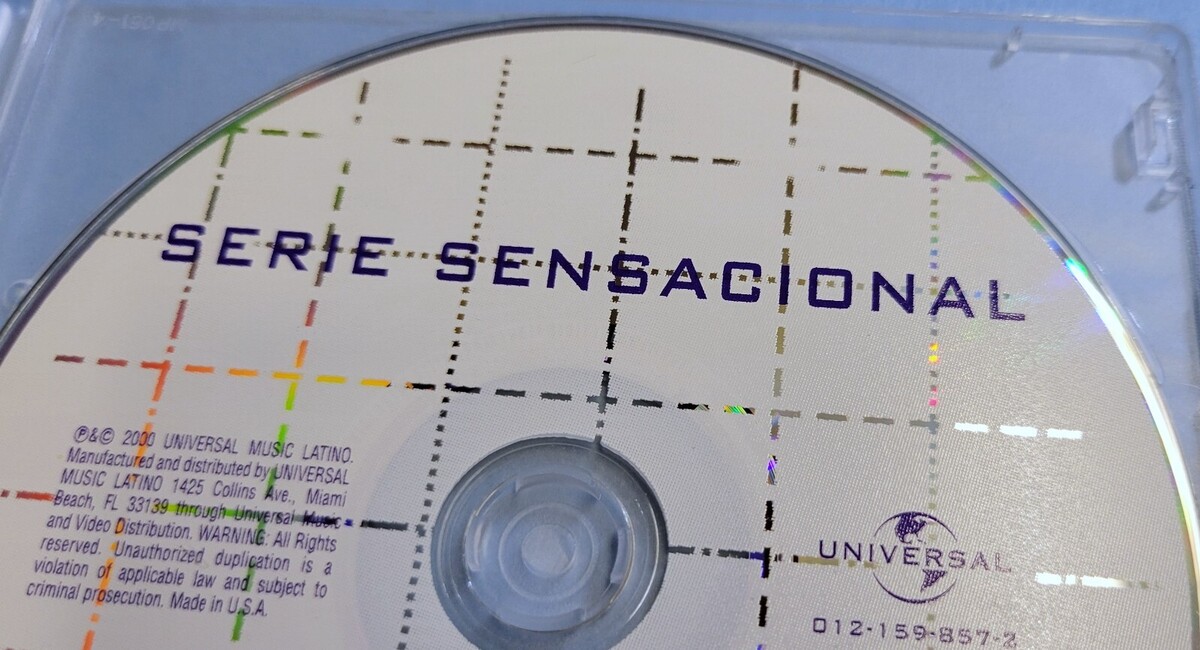 SERIE SENSACIONAL
℗&© 2000 UNIVERSAL MUSIC LATINO.
Manufactured and distributed by UNIVERSAL
MUSIC LATINO 1425 Collins Ave., Miami
Beach, FL 33139 through Universal Music
and Video Distribution. WARNING: All Rights
reserved. Unauthorized duplication is a
violation of applicable law and subject to
criminal prosecution. Made in U.S.A.
UNIVERSAL
012-159-857-2